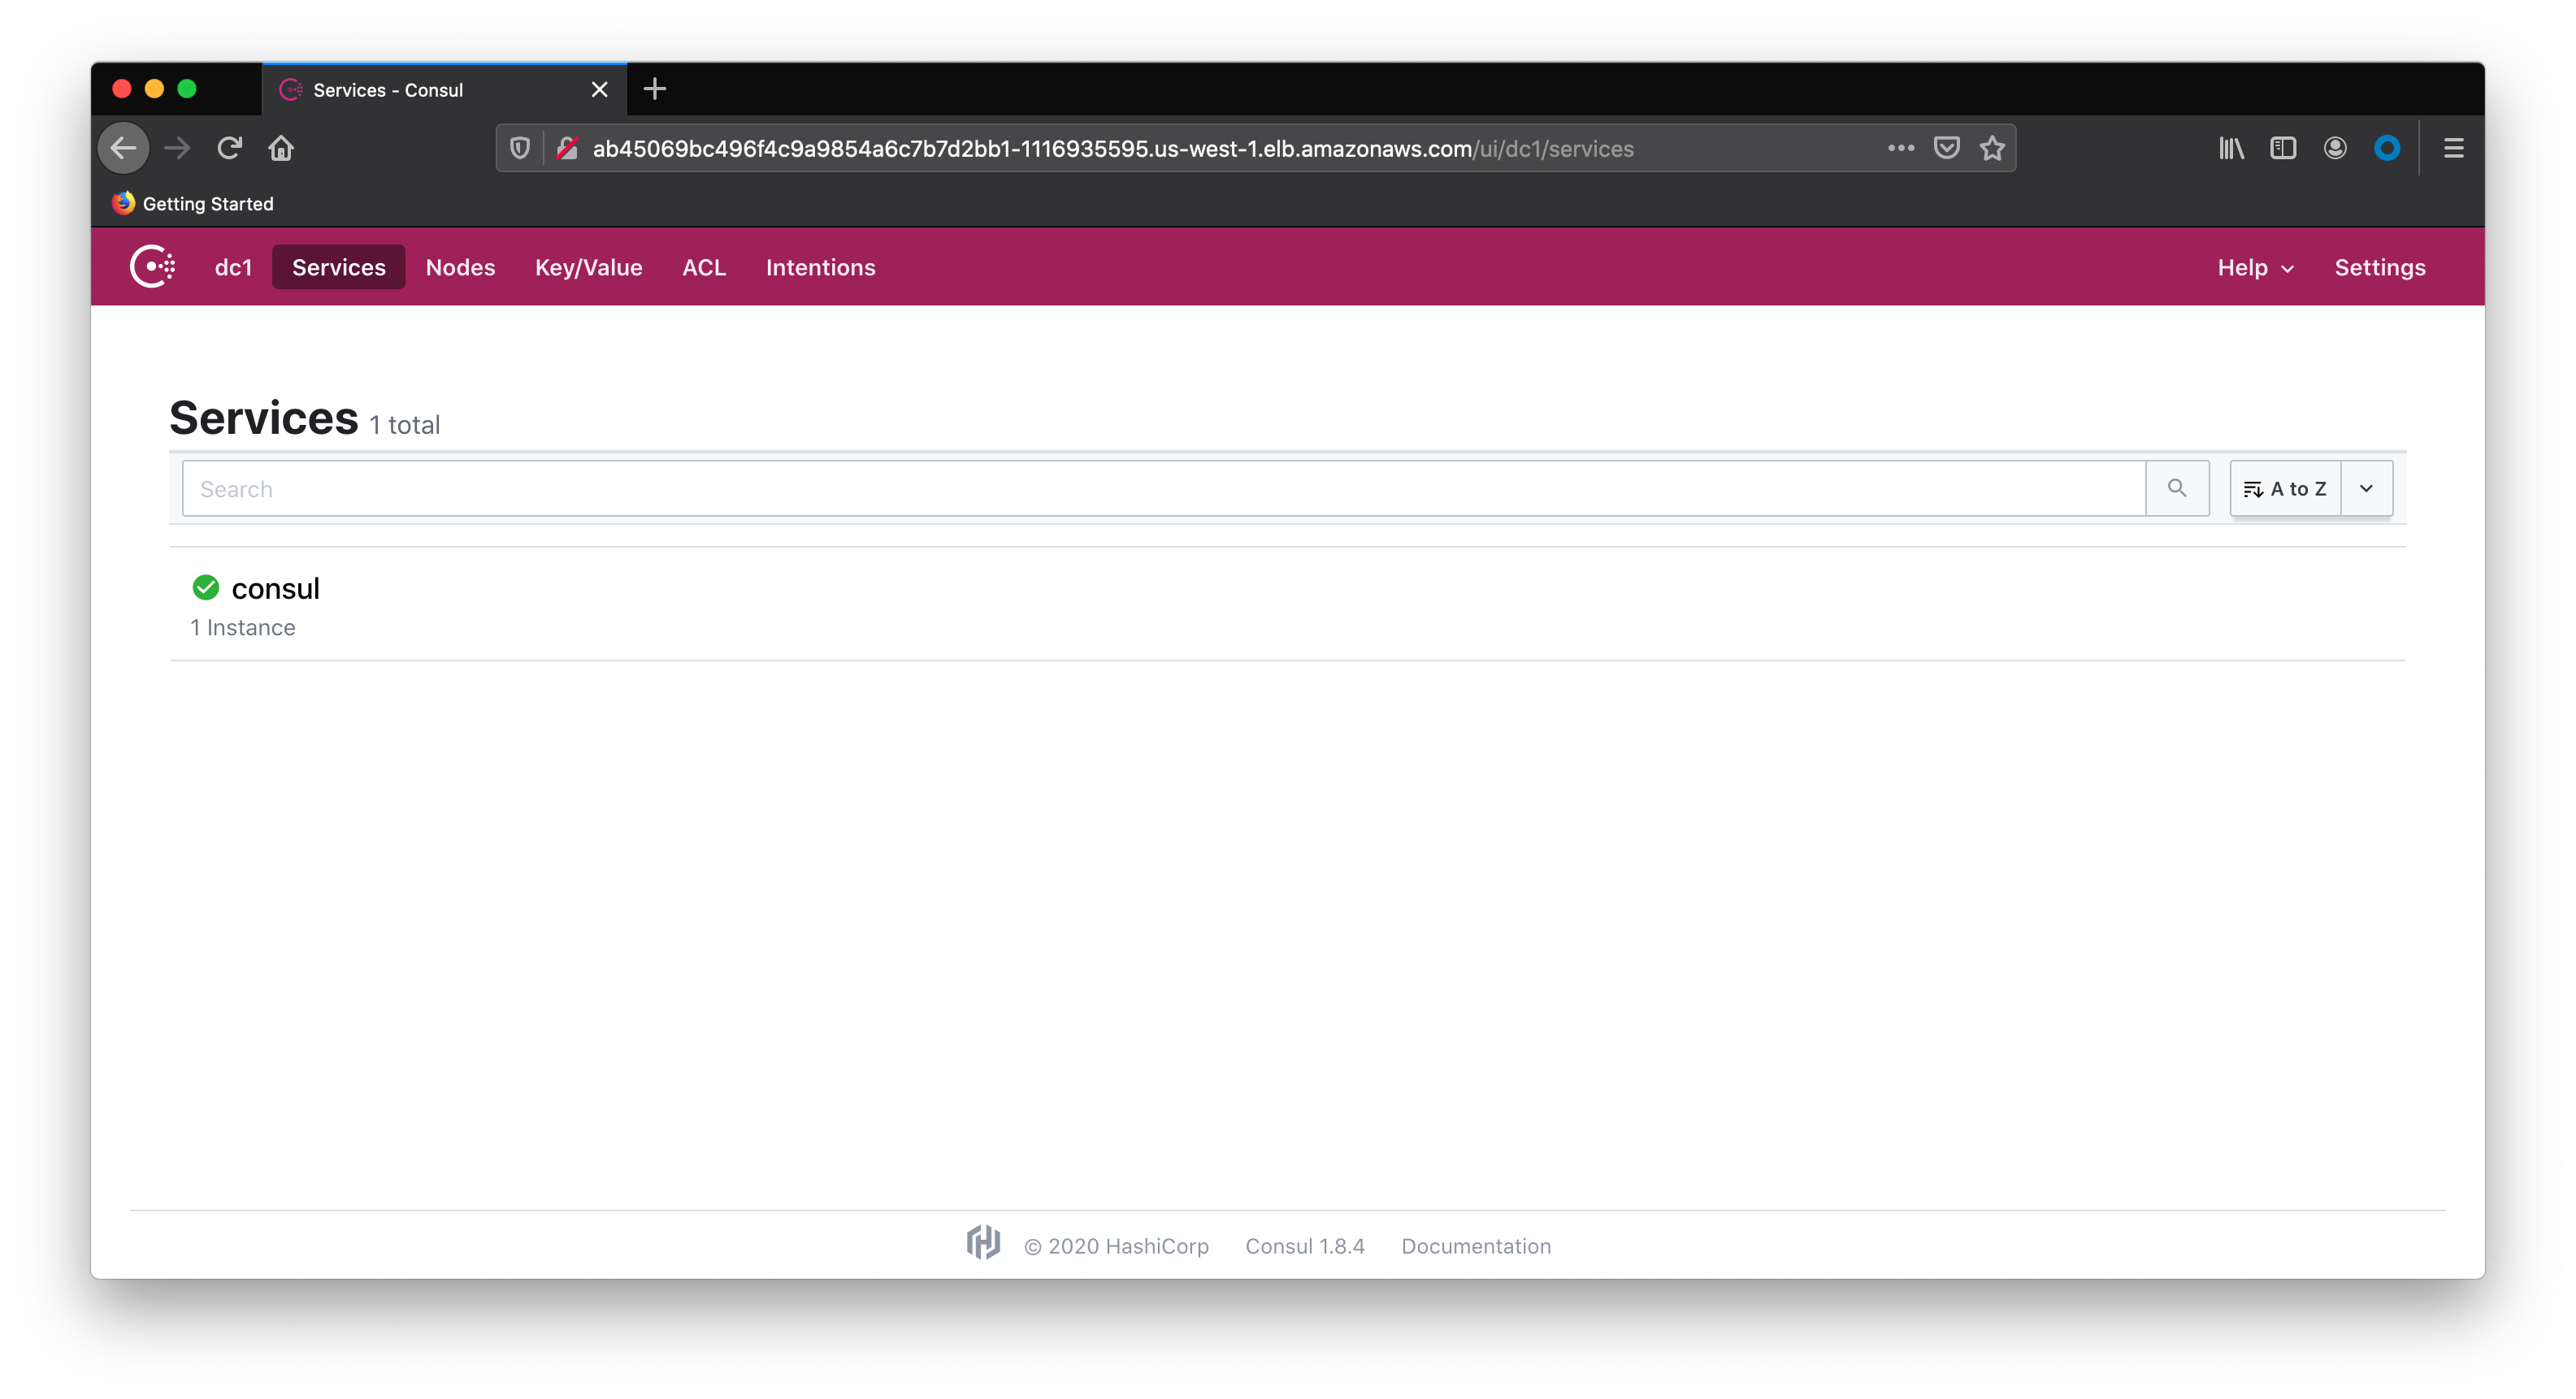 Services - Consul
ab45069bc496f4c9a9854a6c7b7d2bb1-1116935595.us-west-1.elb.amazonaws.com/ui/dc1/services
Getting Started
dc1 Services Nodes Key/Value ACL Intentions Help Settings
Services 1 total
Search A to Z
consul
1 Instance
© 2020 HashiCorp Consul 1.8.4 Documentation